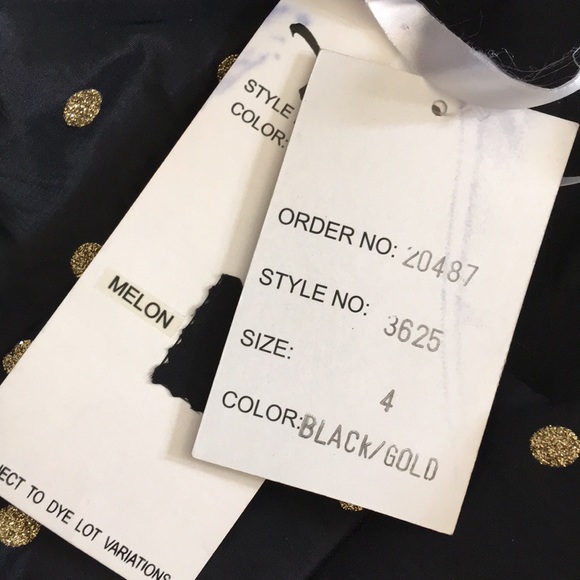 STYLE
COLOR:
MELON
ECT TO DYE LOT VARIATIONS
ORDER NO: 20487
STYLE NO: 3625
SIZE: 4
COLOR: BLACK/GOLD